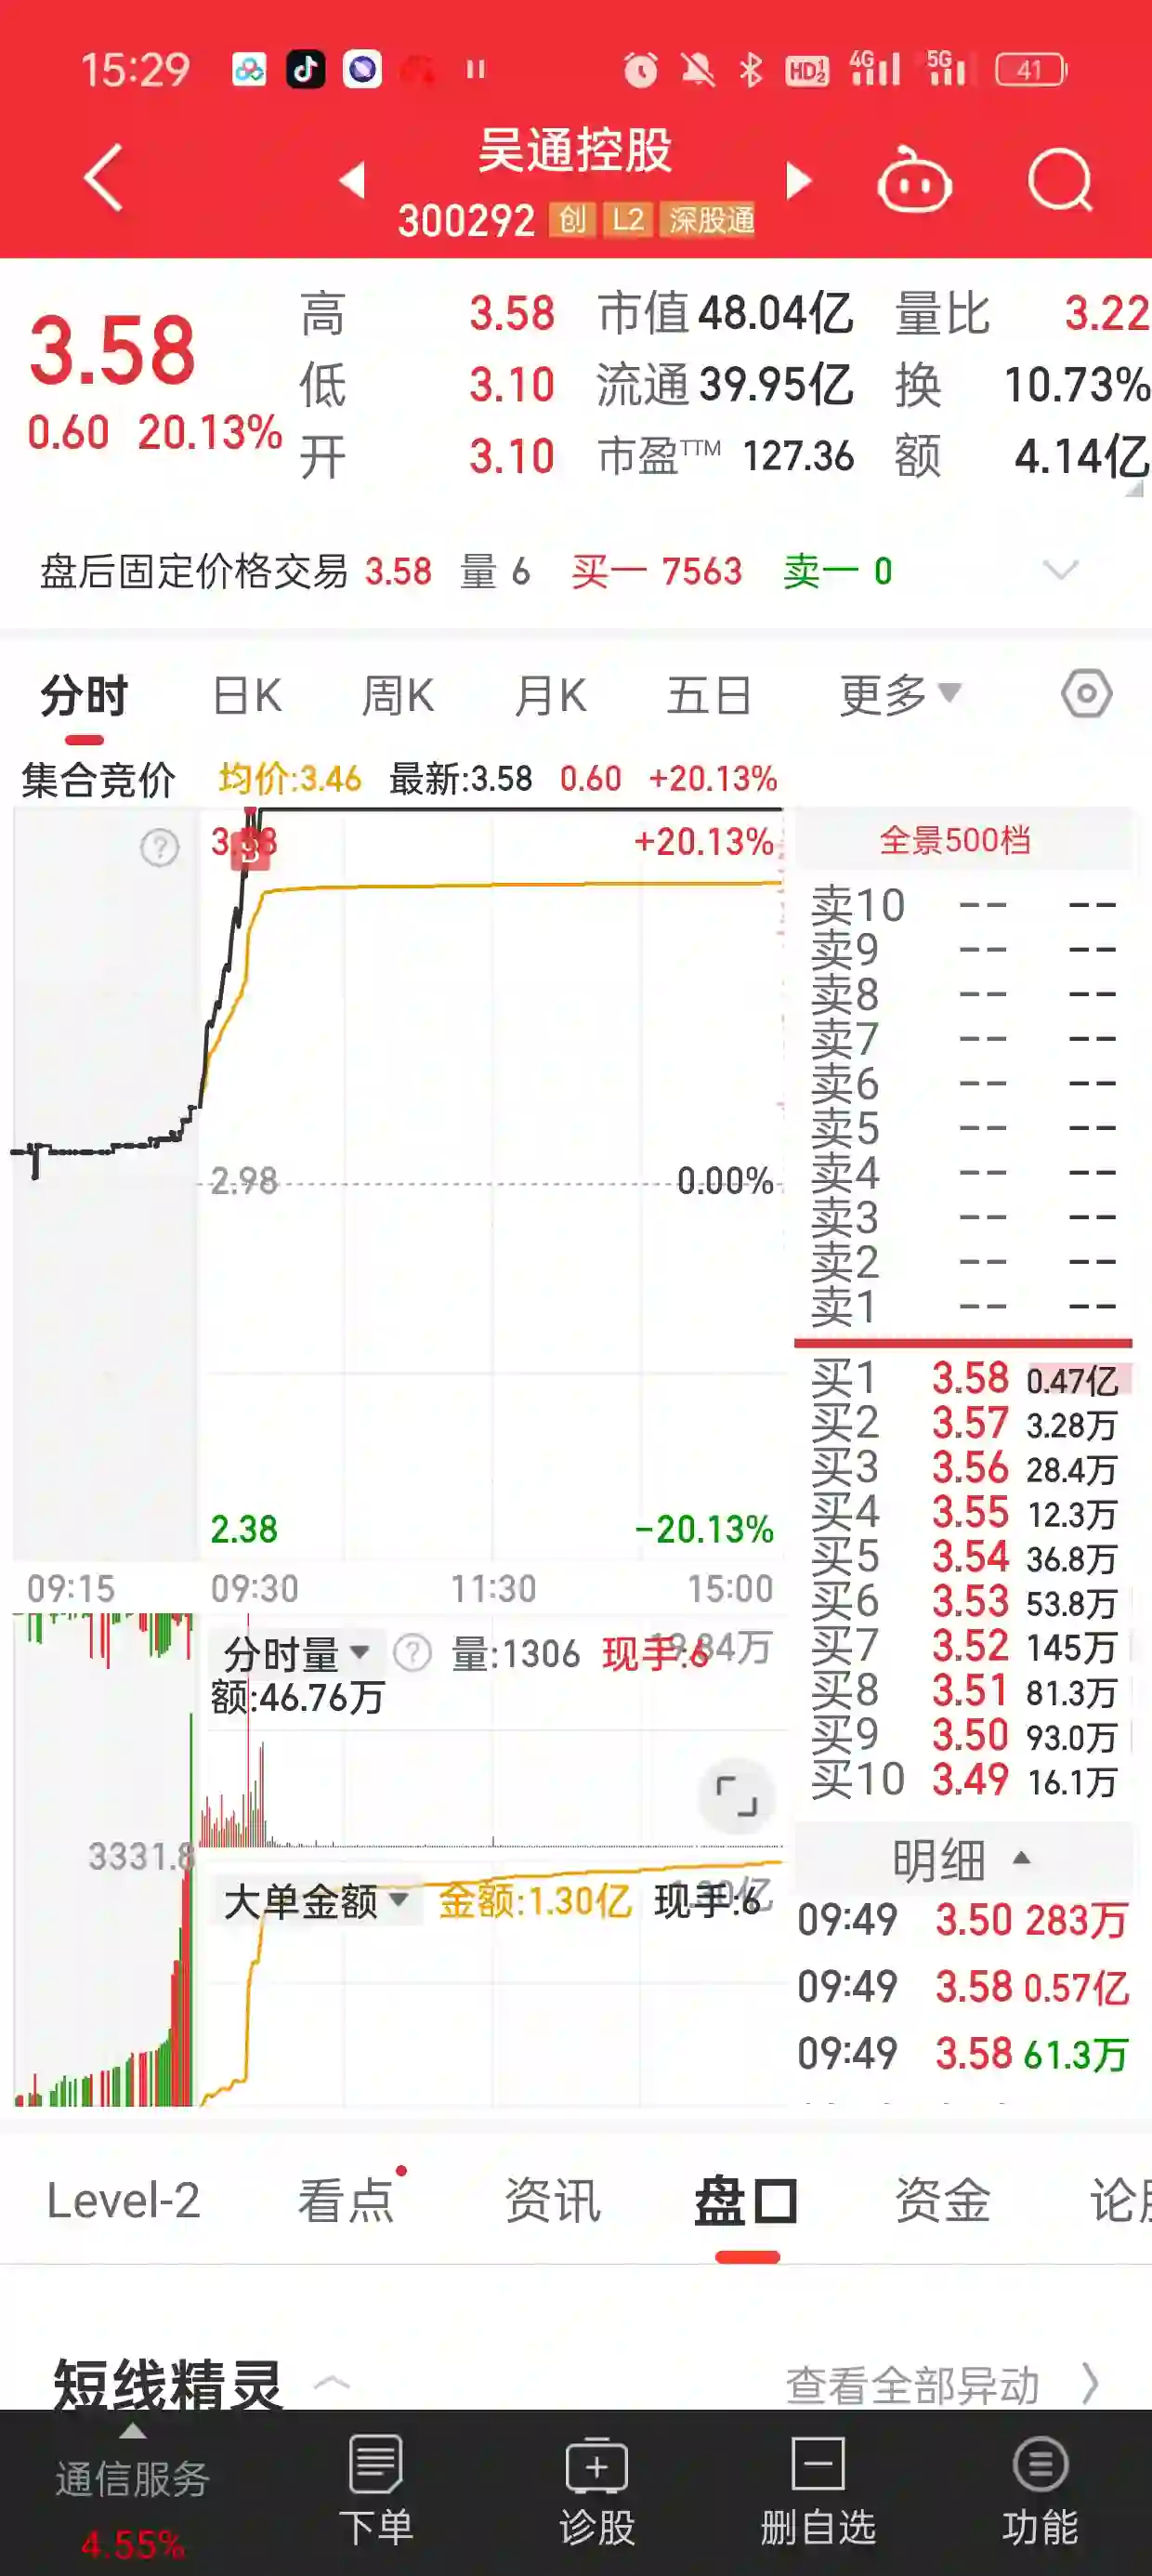 15:29 HD 1 2 4G 5G 41
吴通控股
300292 创 L2 深股通
3.58
0.60 20.13%
高 3.58 市值 48.04亿 量比 3.22
低 3.10 流通 39.95亿 换 10.73%
开 3.10 市盈TTM 127.36 额 4.14亿
盘后固定价格交易 3.58 量 6 买一 7563 卖一 0
分时 日K 周K 月K 五日 更多
集合竞价 均价:3.46 最新:3.58 0.60 +20.13%
+20.13%
2.98 0.00%
2.38 -20.13%
09:15 09:30 11:30 15:00
全景500档
卖10 -- --
卖9 -- --
卖8 -- --
卖7 -- --
卖6 -- --
卖5 -- --
卖4 -- --
卖3 -- --
卖2 -- --
卖1 -- --
买1 3.58 0.47亿
买2 3.57 3.28万
买3 3.56 28.4万
买4 3.55 12.3万
买5 3.54 36.8万
买6 3.53 53.8万
买7 3.52 145万
买8 3.51 81.3万
买9 3.50 93.0万
买10 3.49 16.1万
分时量 ? 量:1306 现手:6
额:46.76万
3331.8
大单金额 金额:1.30亿 现手:6
明细
09:49 3.50 283万
09:49 3.58 0.57亿
09:49 3.58 61.3万
Level-2 看点 资讯 盘口 资金
短线精灵 查看全部异动
通信服务
4.55%
下单 诊股 删自选 功能